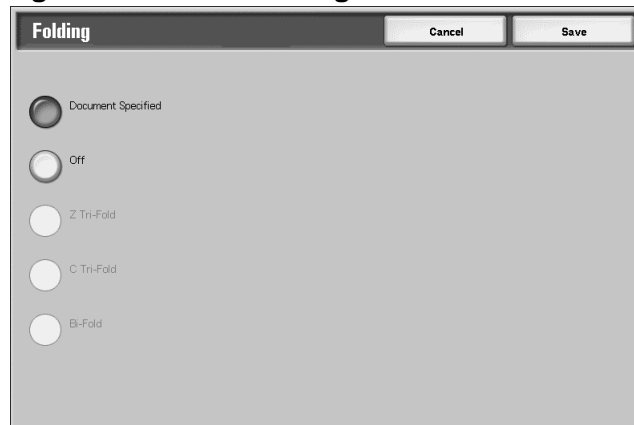 Folding
Cancel
Save
Document Specified
Off
Z Tri-Fold
C Tri-Fold
Bi-Fold